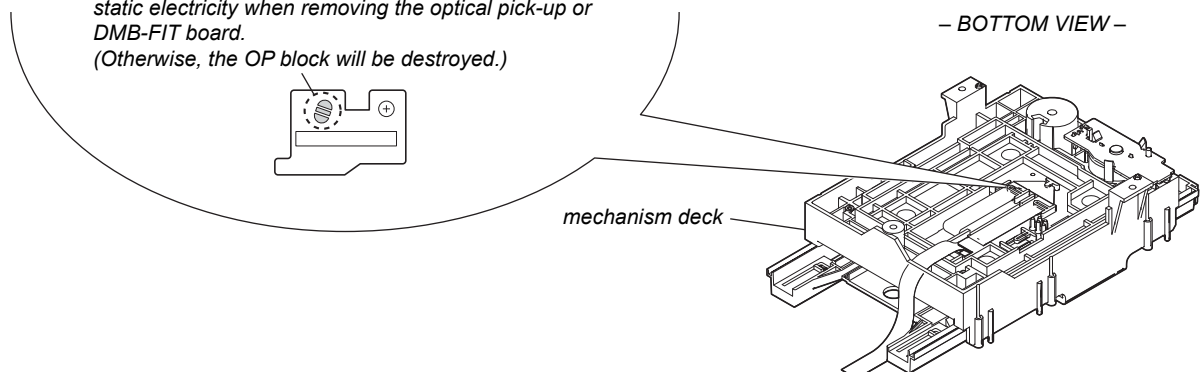 static electricity when removing the optical pick-up or
DMB-FIT board.
(Otherwise, the OP block will be destroyed.)
– BOTTOM VIEW –
mechanism deck